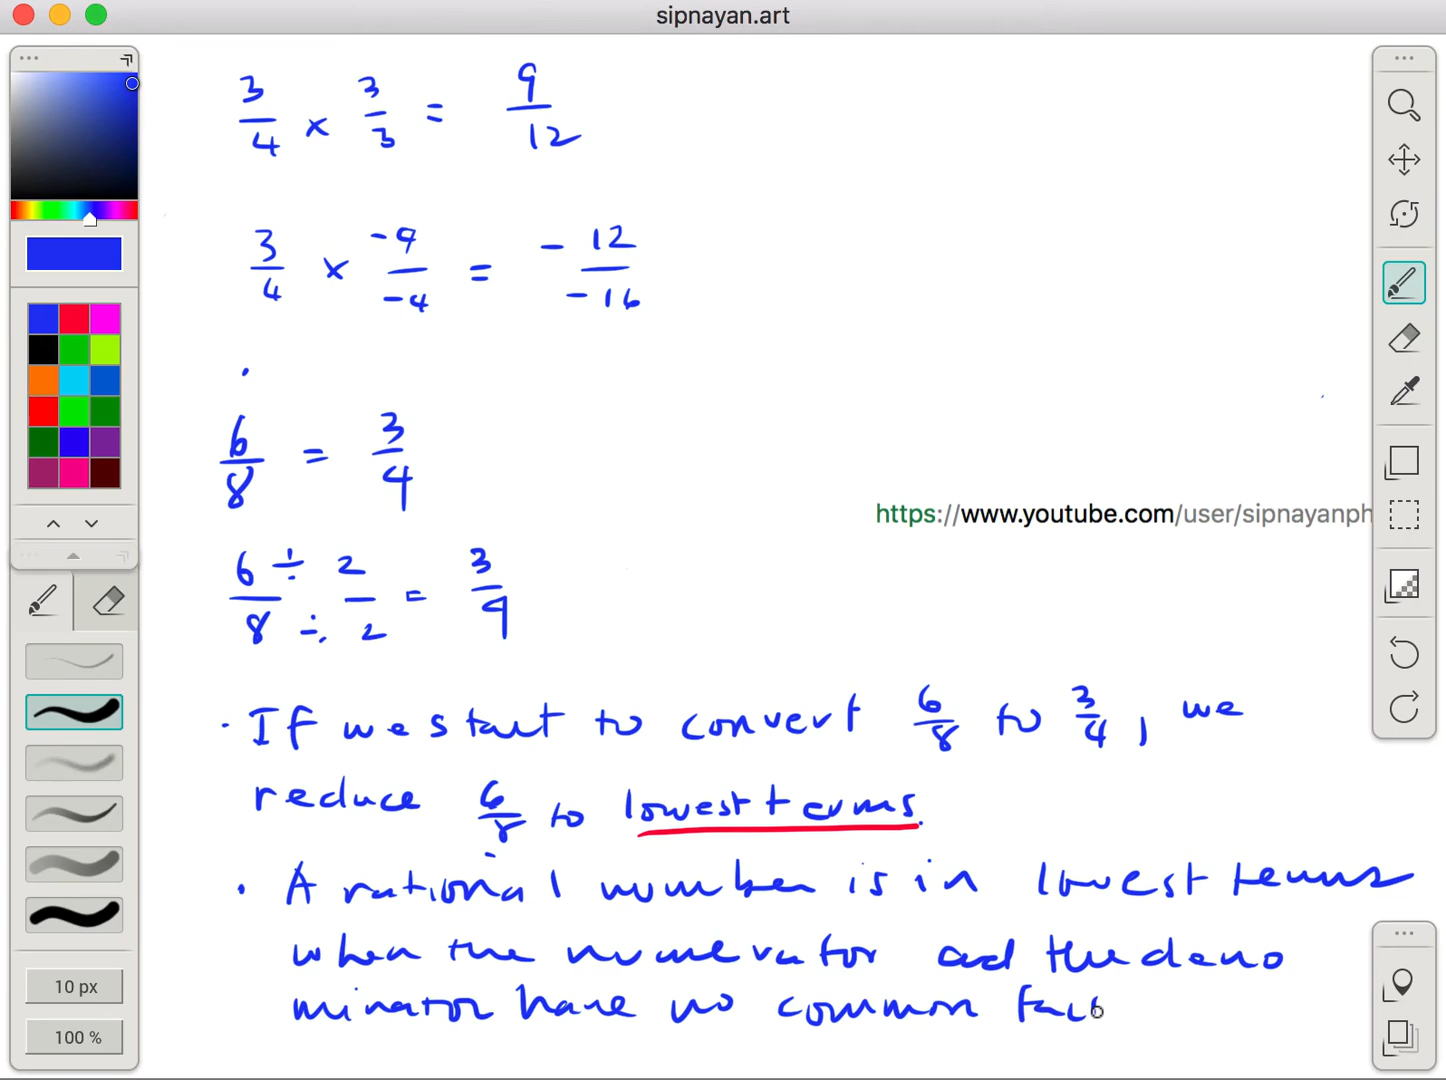 sipnayan.art
3/4 × 3/3 = 9/12
3/4 × -4/-4 = -12/-16
6/8 = 3/4
https://www.youtube.com/user/sipnayanph
6/8 ÷ 2/2 = 3/4
· If we start to convert 6/8 to 3/4, we
reduce 6/8 to lowest terms.
· A rational number is in lowest terms
when the numerator and the deno
minator have no common fact
10 px
100 %